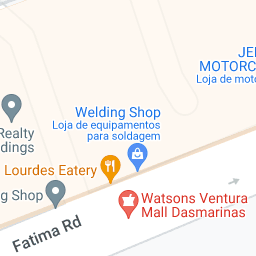 JE
MOTORC
Loja de moto
Welding Shop
Loja de equipamentos
para soldagem
Realty
dings
Lourdes Eatery
g Shop
Watsons Ventura
Mall Dasmarinas
Fatima Rd